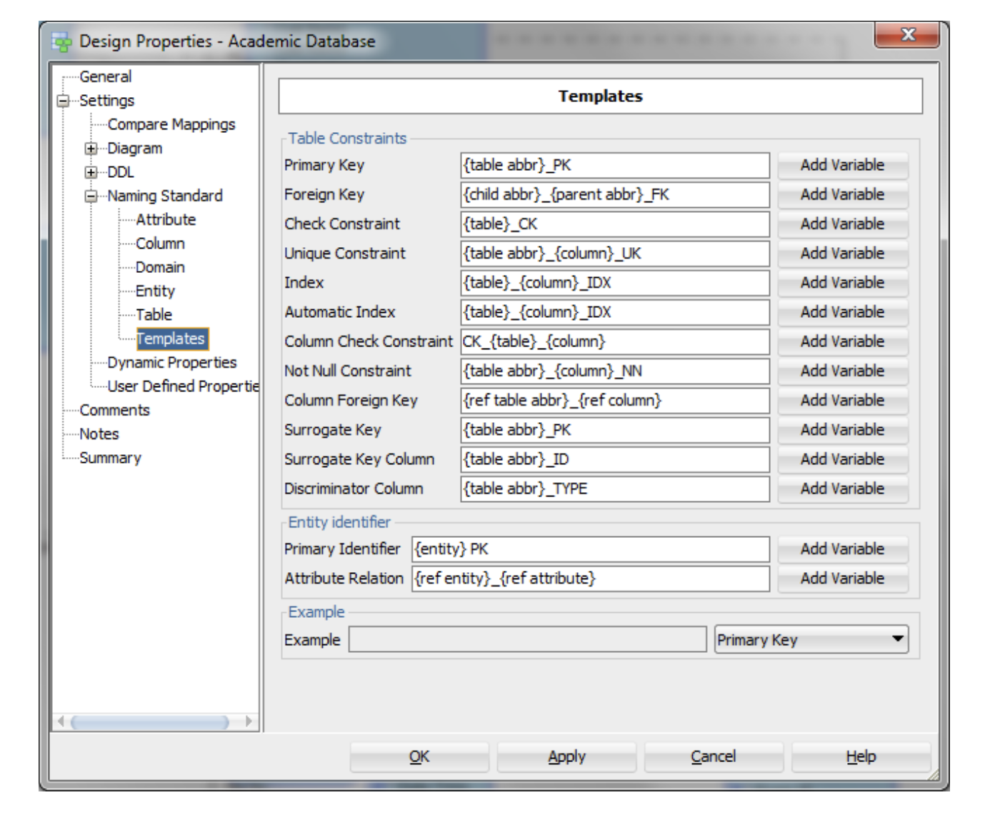 Design Properties - Academic Database
General
Settings
Compare Mappings
Diagram
DDL
Naming Standard
Attribute
Column
Domain
Entity
Table
Templates
Dynamic Properties
User Defined Propertie
Comments
Notes
Summary
Templates
Table Constraints
Primary Key {table abbr}_PK Add Variable
Foreign Key {child abbr}_{parent abbr}_FK Add Variable
Check Constraint {table}_CK Add Variable
Unique Constraint {table abbr}_{column}_UK Add Variable
Index {table}_{column}_IDX Add Variable
Automatic Index {table}_{column}_IDX Add Variable
Column Check Constraint CK_{table}_{column} Add Variable
Not Null Constraint {table abbr}_{column}_NN Add Variable
Column Foreign Key {ref table abbr}_{ref column} Add Variable
Surrogate Key {table abbr}_PK Add Variable
Surrogate Key Column {table abbr}_ID Add Variable
Discriminator Column {table abbr}_TYPE Add Variable
Entity identifier
Primary Identifier {entity} PK Add Variable
Attribute Relation {ref entity}_{ref attribute} Add Variable
Example
Example Primary Key
OK Apply Cancel Help